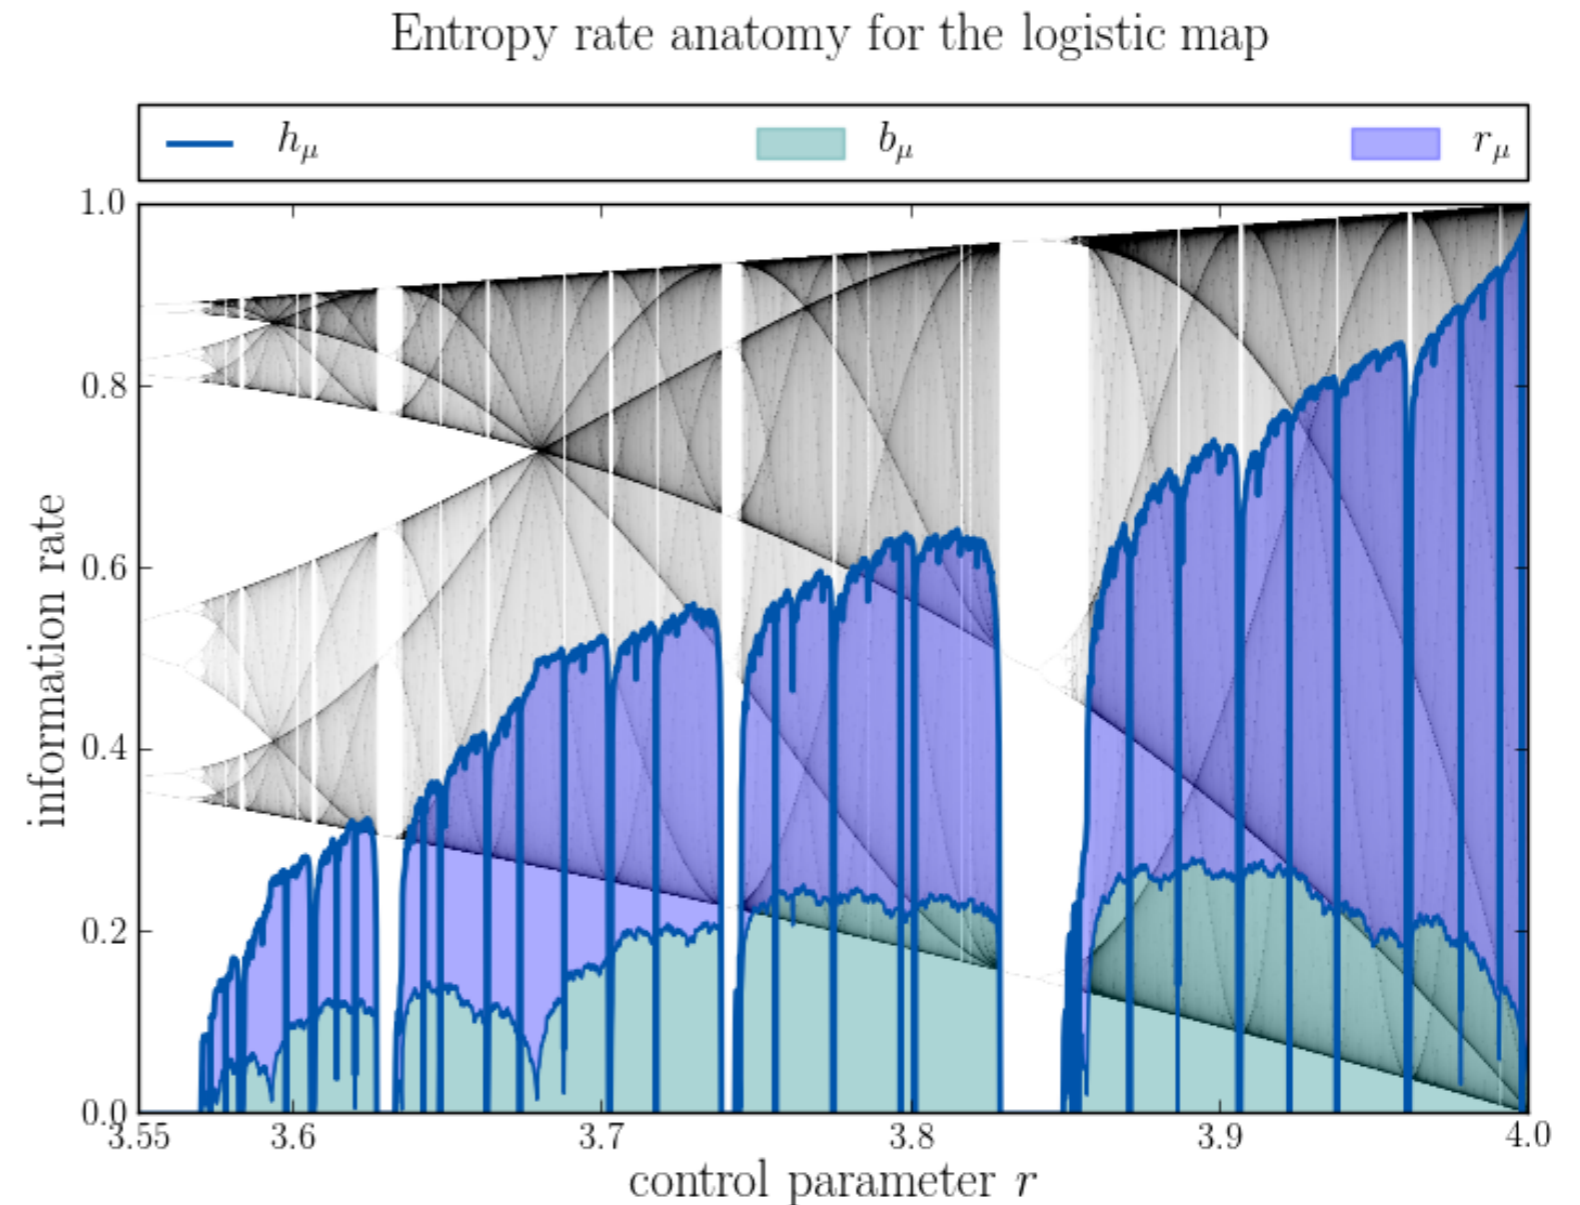 Entropy rate anatomy for the logistic map
hμ bμ rμ
1.0
0.8
0.6
0.4
0.2
0.0
information rate
3.55 3.6 3.7 3.8 3.9 4.0
control parameter r